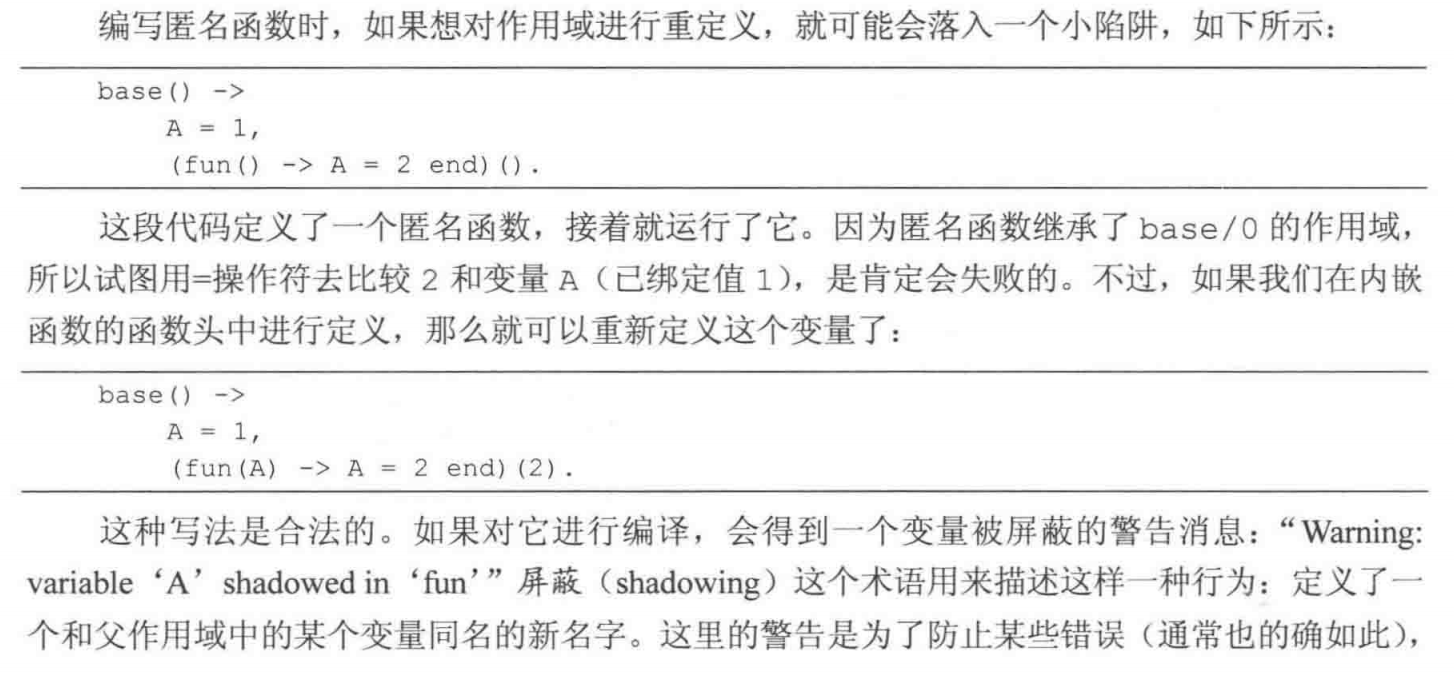 编写匿名函数时，如果想对作用域进行重定义，就可能会落入一个小陷阱，如下所示：
base() ->
A = 1,
(fun() -> A = 2 end)().
这段代码定义了一个匿名函数，接着就运行了它。因为匿名函数继承了 base/0 的作用域，
所以试图用=操作符去比较 2 和变量 A（已绑定值 1），是肯定会失败的。不过，如果我们在内嵌
函数的函数头中进行定义，那么就可以重新定义这个变量了：
base() ->
A = 1,
(fun(A) -> A = 2 end)(2).
这种写法是合法的。如果对它进行编译，会得到一个变量被屏蔽的警告消息：“Warning:
variable ‘A’ shadowed in ‘fun’” 屏蔽（shadowing）这个术语用来描述这样一种行为：定义了一
个和父作用域中的某个变量同名的新名字。这里的警告是为了防止某些错误（通常也的确如此），